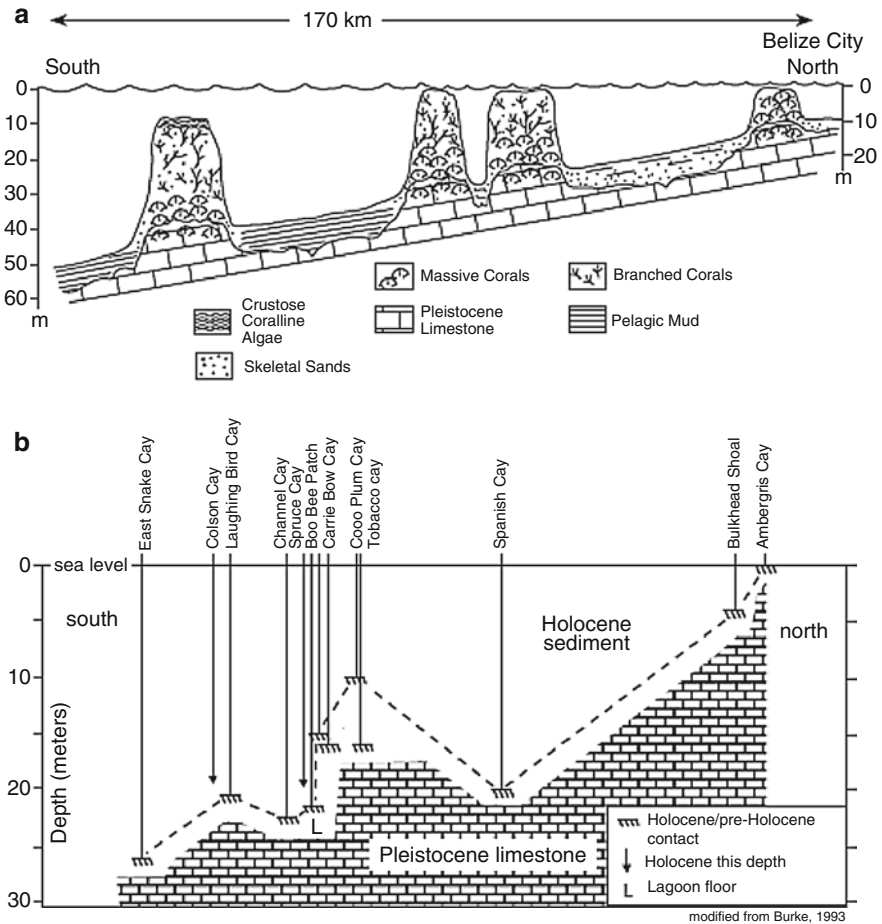 a
170 km
Belize City
South
North
0
10
20
30
40
50
60
m
0
10
20
m
Massive Corals
Branched Corals
Crustose
Coralline
Algae
Pleistocene
Limestone
Pelagic Mud
Skeletal Sands
b
East Snake Cay
Colson Cay
Laughing Bird Cay
Channel Cay
Spruce Cay
Boo Bee Patch
Carrie Bow Cay
Coco Plum Cay
Tobacco cay
Spanish Cay
Bulkhead Shoal
Ambergris Cay
0
sea level
south
Holocene
sediment
north
10
Depth (meters)
20
L
Pleistocene limestone
30
Holocene/pre-Holocene
contact
Holocene this depth
L Lagoon floor
modified from Burke, 1993